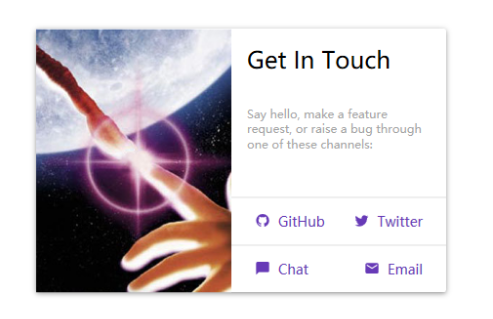 Get In Touch
Say hello, make a feature
request, or raise a bug through
one of these channels:
GitHub Twitter
Chat Email